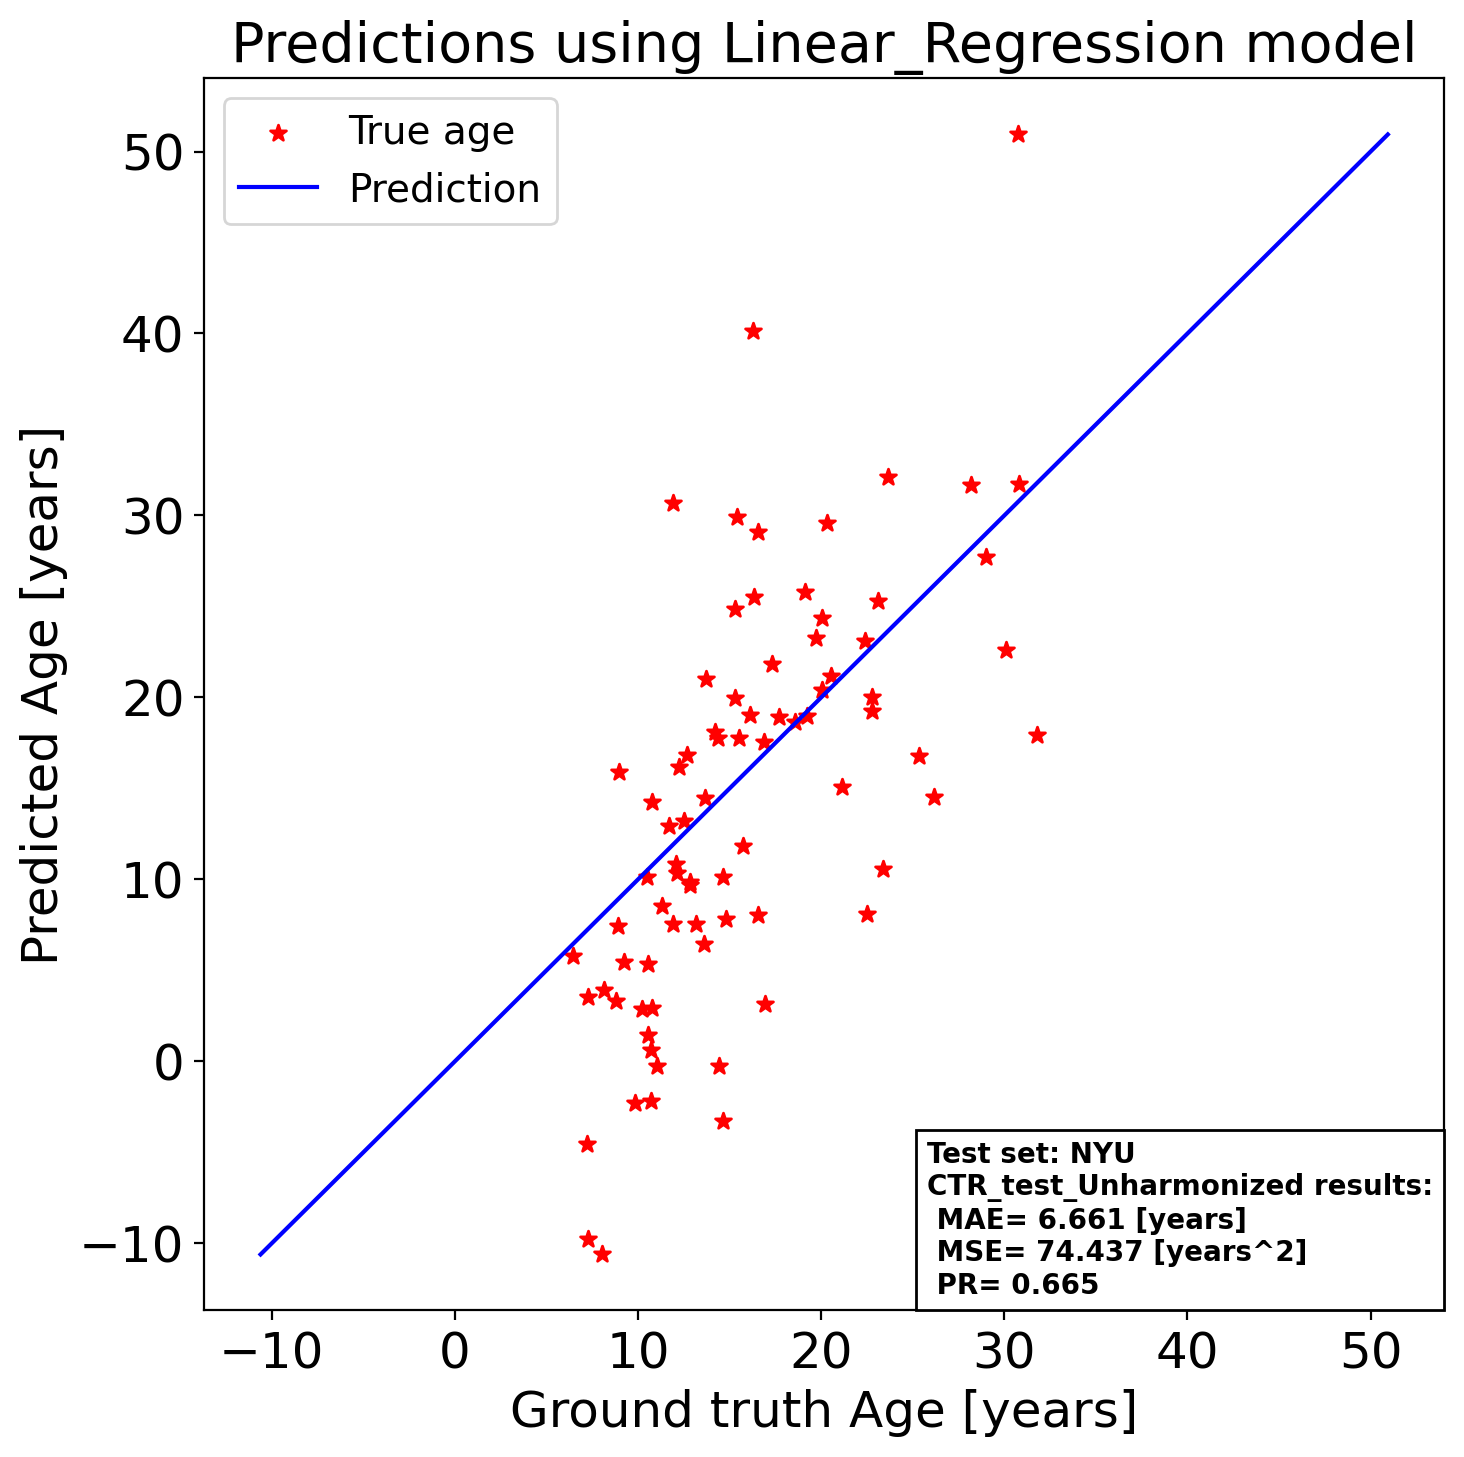 Predictions using Linear_Regression model
True age
Prediction
50
40
30
20
10
0
−10
Predicted Age [years]
Test set: NYU
CTR_test_Unharmonized results:
MAE= 6.661 [years]
MSE= 74.437 [years^2]
PR= 0.665
−10 0 10 20 30 40 50
Ground truth Age [years]